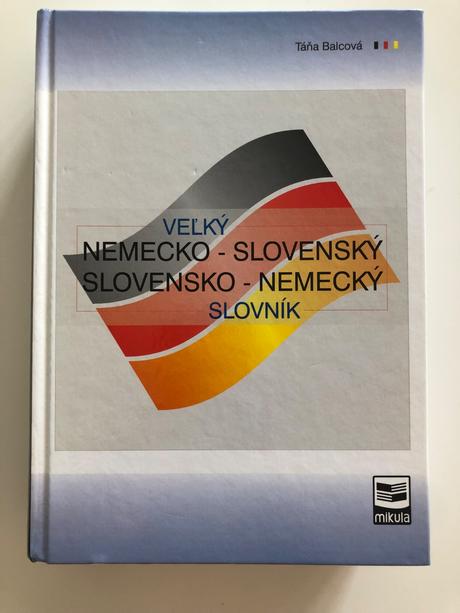 Táňa Balcová
VEĽKÝ
NEMECKO - SLOVENSKÝ
SLOVENSKO - NEMECKÝ
SLOVNÍK
mikula